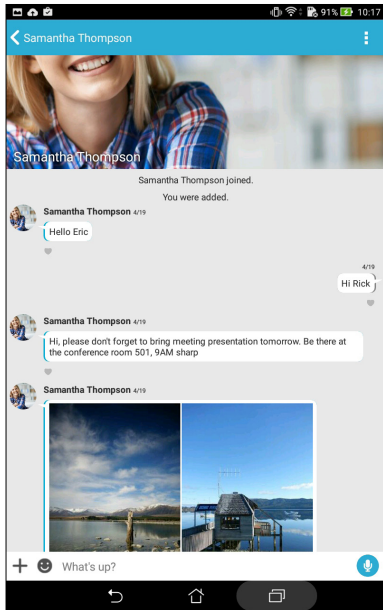 91% 10:17
Samantha Thompson
Samantha Thompson
Samantha Thompson joined.
You were added.
Samantha Thompson 4/19
Hello Eric
4/19
Hi Rick
Samantha Thompson 4/19
Hi, please don't forget to bring meeting presentation tomorrow. Be there at
the conference room 501, 9AM sharp
Samantha Thompson 4/19
What's up?